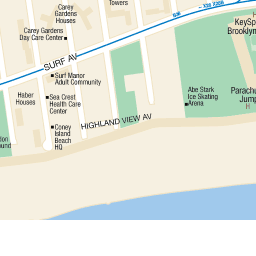 Carey
Gardens
Houses
Towers
Carey Gardens
Day Care Center
KeySp
Brooklyn
SURF AV
Surf Manor
Adult Community
Haber
Houses
Sea Crest
Health Care
Center
Abe Stark
Ice Skating
Arena
Parachu
Jump
H
HIGHLAND VIEW AV
Coney
Island
Beach
HQ
lon
ound